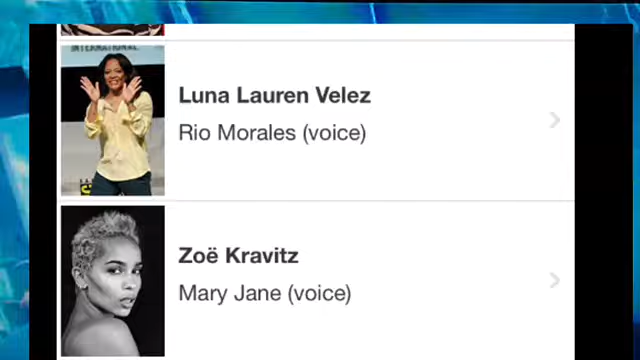 INTERNATIONAL
Luna Lauren Velez
Rio Morales (voice)
Zoë Kravitz
Mary Jane (voice)